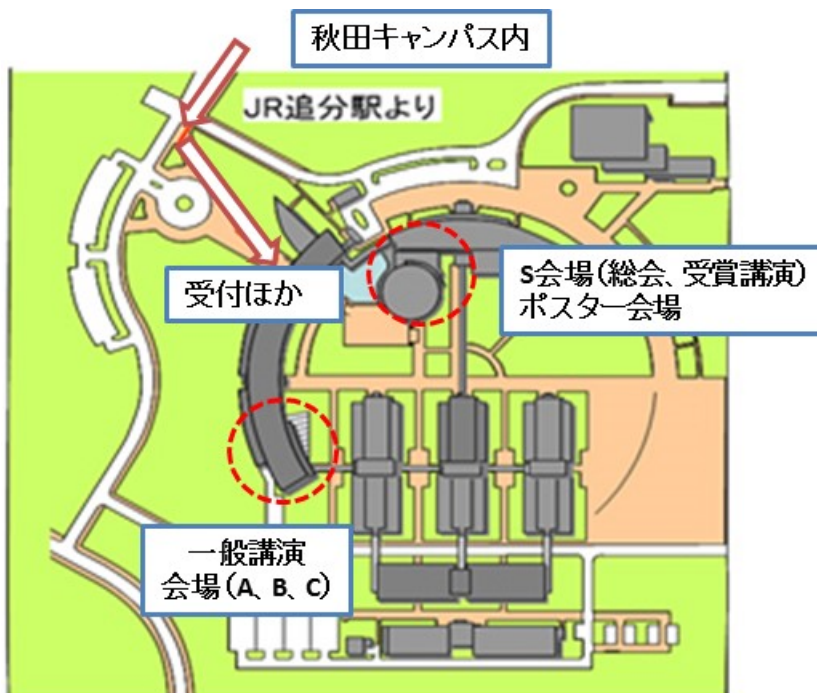 秋田キャンパス内
JR追分駅より
受付ほか
S会場(総会、受賞講演)
ポスター会場
一般講演
会場(A、B、C)